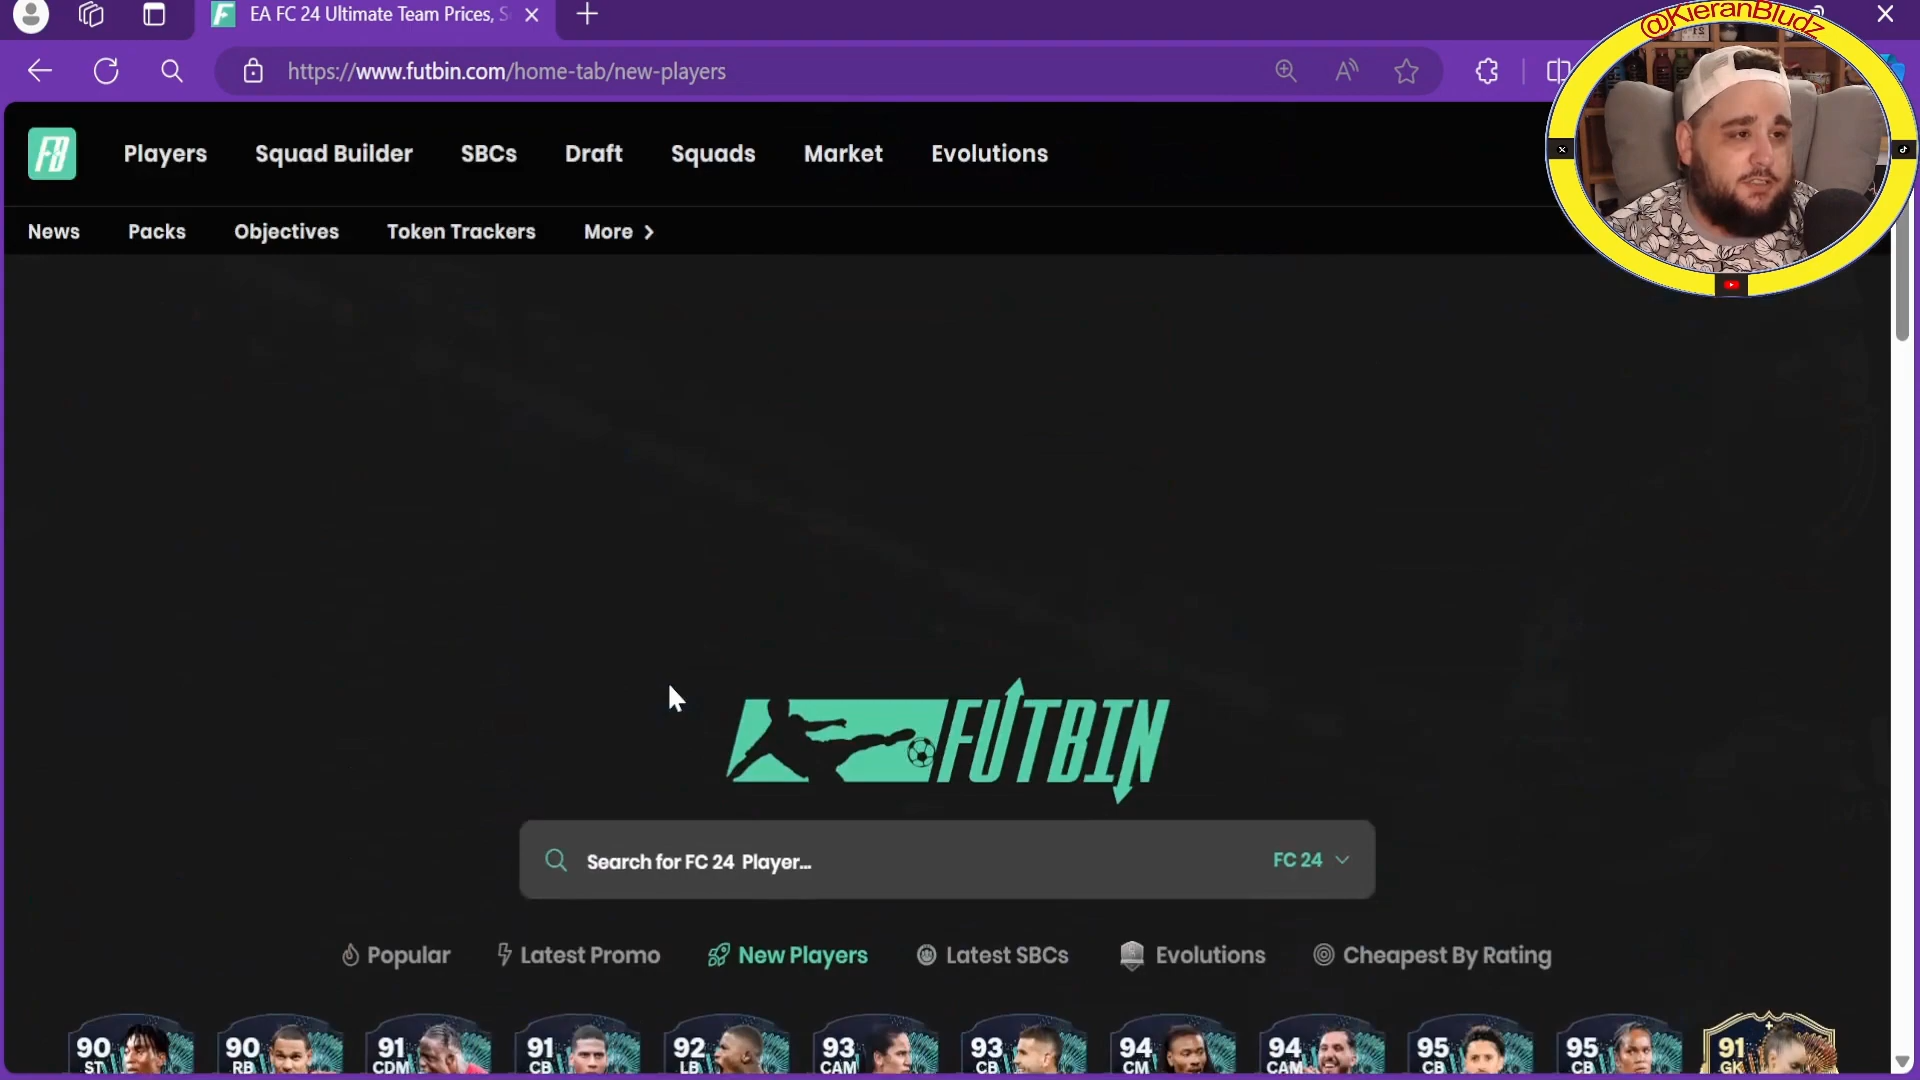 EA FC 24 Ultimate Team Prices, S
@KieranBludz
https://www.futbin.com/home-tab/new-players
Players Squad Builder SBCs Draft Squads Market Evolutions
News Packs Objectives Token Trackers More
FUTBIN
Search for FC 24 Player... FC 24
Popular Latest Promo New Players Latest SBCs Evolutions Cheapest By Rating
90 90 91 91 92 93 93 94 94 95 95 91
ST RB CDM CB LB CAM CB CM CAM CB CB GK